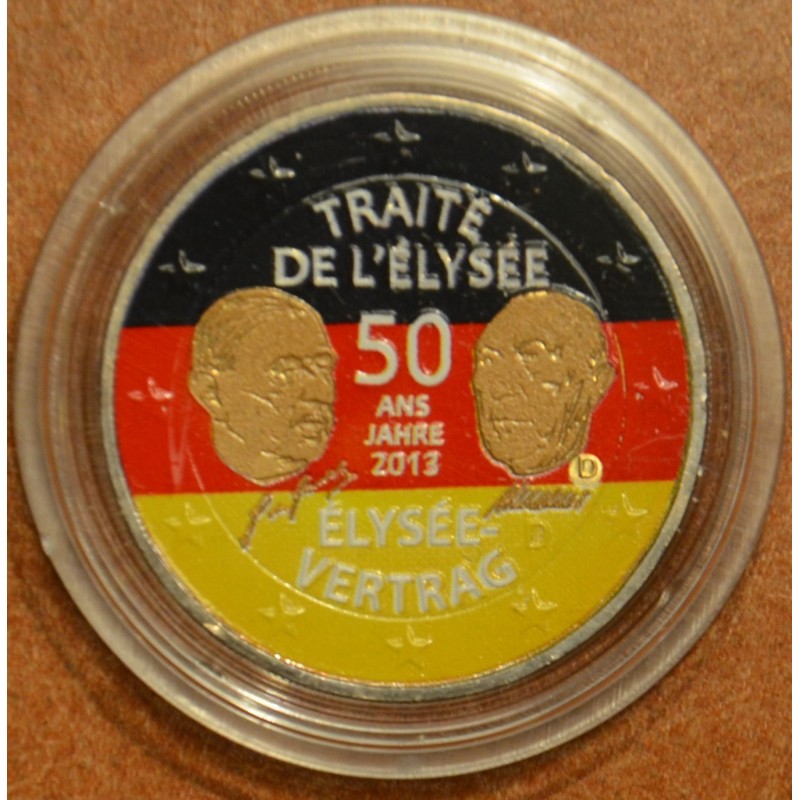 TRAITÉ
DE L'ÉLYSÉE
50
ANS
JAHRE
2013
D
ÉLYSÉE-
VERTRAG
D